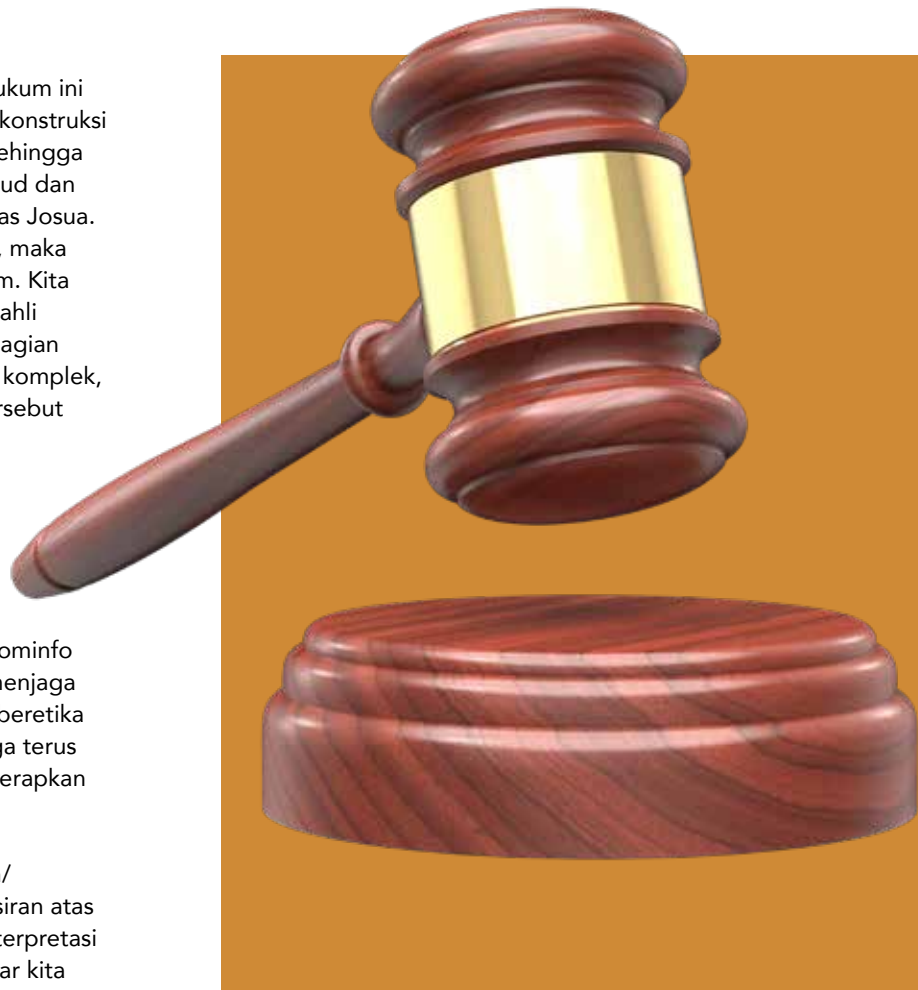 ukum ini
konstruksi
ehingga
ud dan
as Josua.
, maka
m. Kita
ahli
agian
komplek,
rsebut
ominfo
menjaga
beretika
ga terus
erapkan
/
siran atas
terpretasi
ar kita